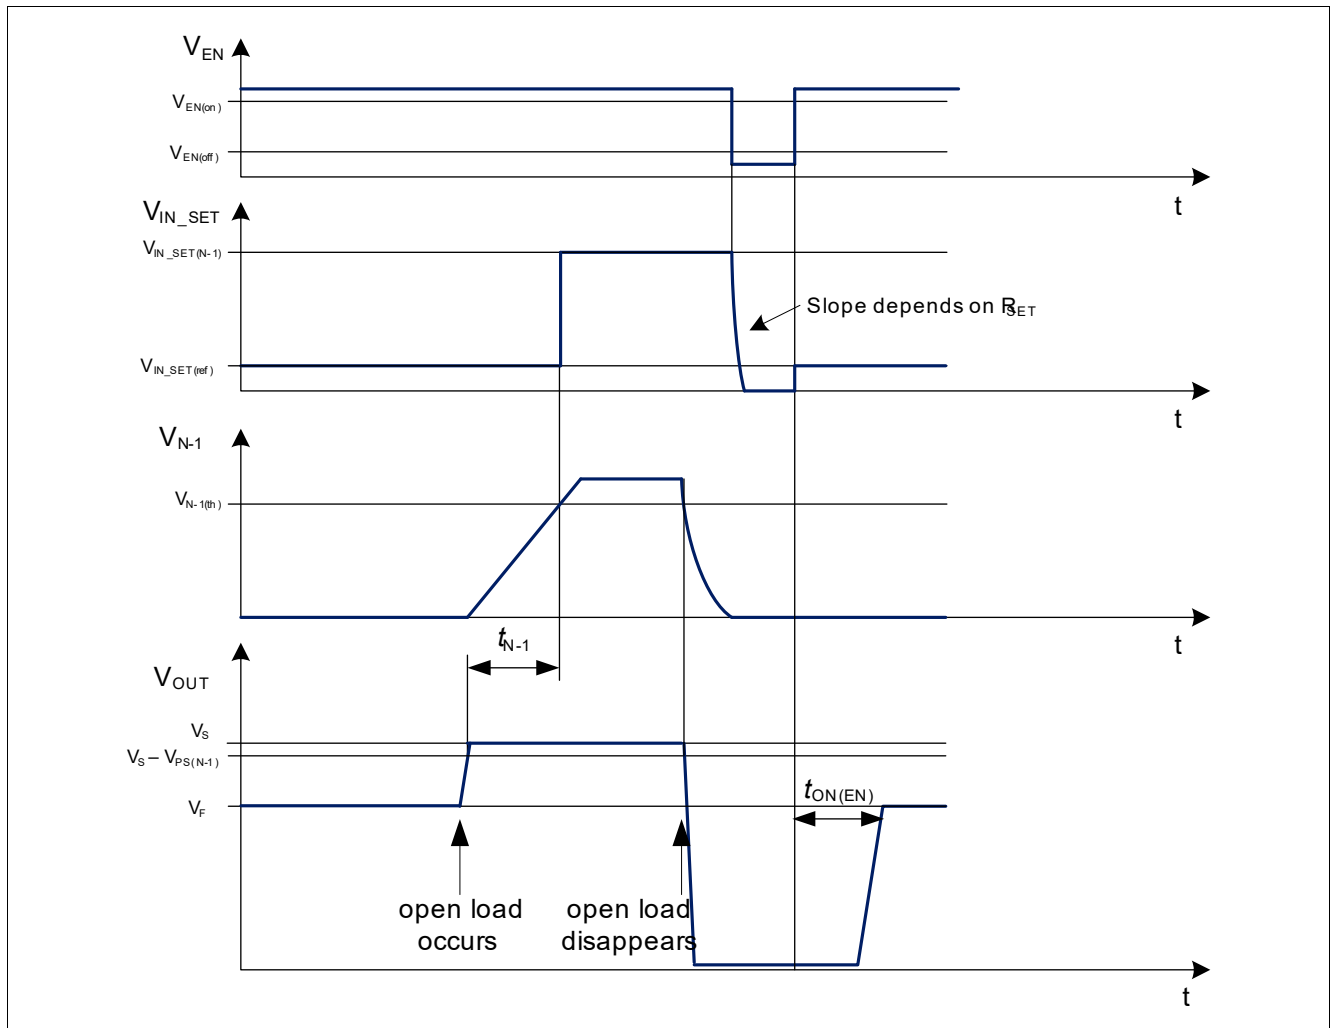 VEN
VEN(on)
VEN(off)
t
VIN_SET
VIN_SET(N-1)
Slope depends on RSET
VIN_SET(ref)
t
VN-1
VN-1(th)
t
tN-1
VOUT
VS
VS – VPS(N-1)
VF
tON(EN)
open load
occurs
open load
disappears
t